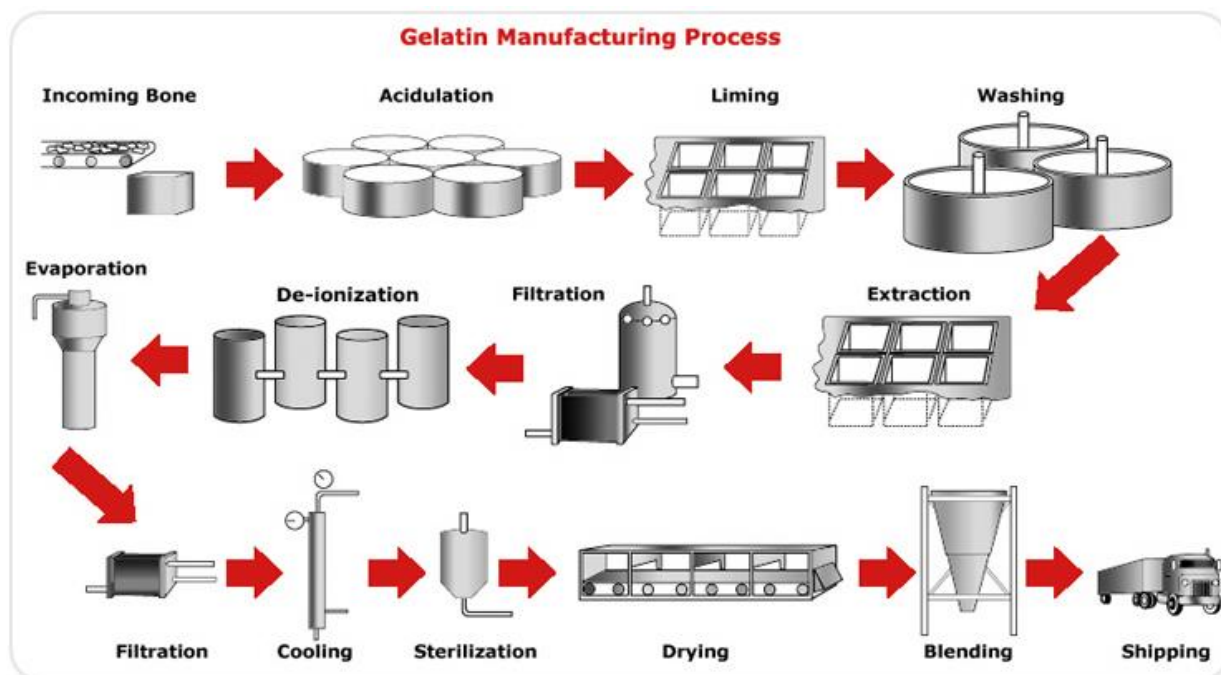 Gelatin Manufacturing Process
Incoming Bone
Acidulation
Liming
Washing
Extraction
Filtration
De-ionization
Evaporation
Filtration
Cooling
Sterilization
Drying
Blending
Shipping